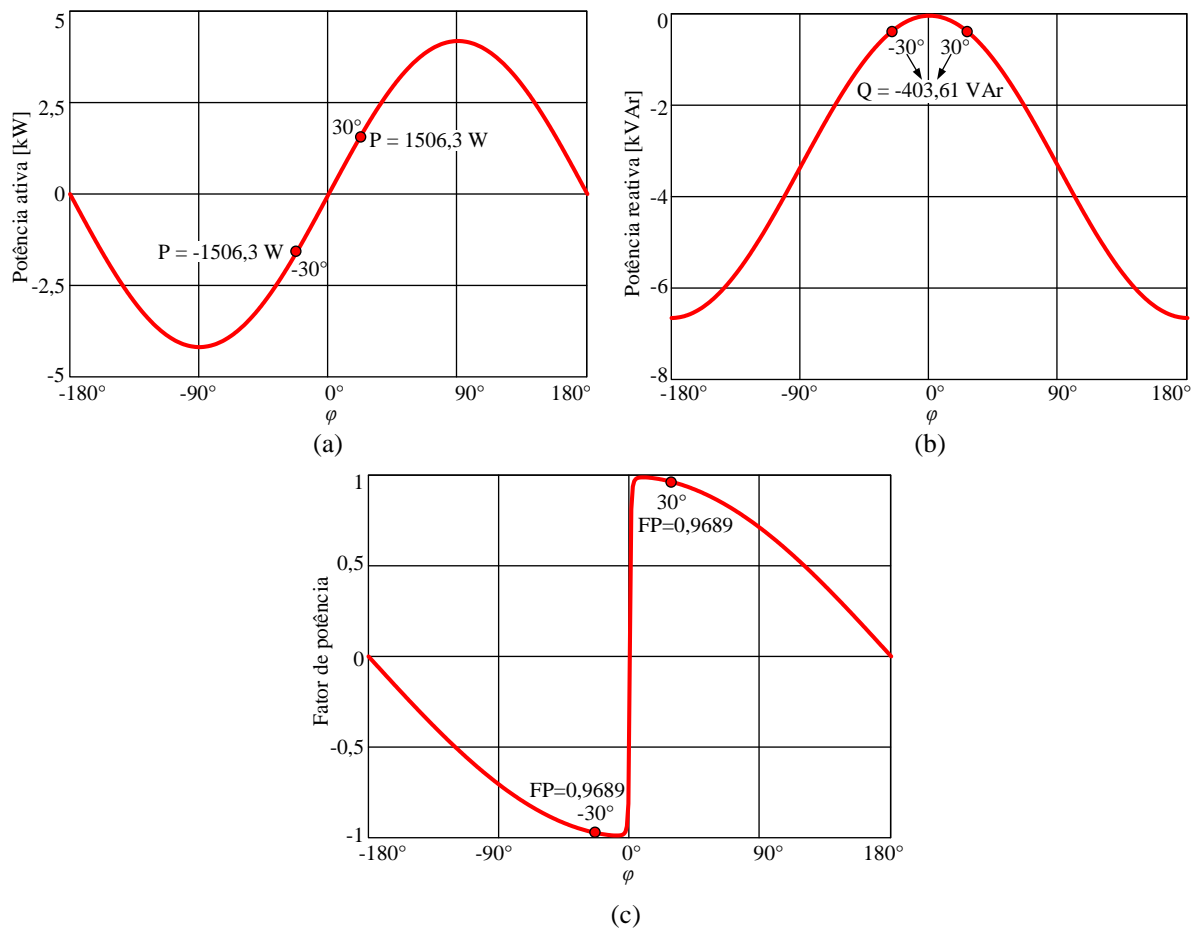 5
2,5
0
-2,5
-5
Potência ativa [kW]
30°
P = 1506,3 W
P = -1506,3 W
-30°
-180°
-90°
0°
90°
180°
φ
(a)
0
-2
-4
-6
-8
Potência reativa [kVAr]
-30°
30°
Q = -403,61 VAr
-180°
-90°
0°
90°
180°
φ
(b)
1
0,5
0
-0,5
-1
Fator de potência
30°
FP=0,9689
FP=0,9689
-30°
-180°
-90°
0°
90°
180°
φ
(c)